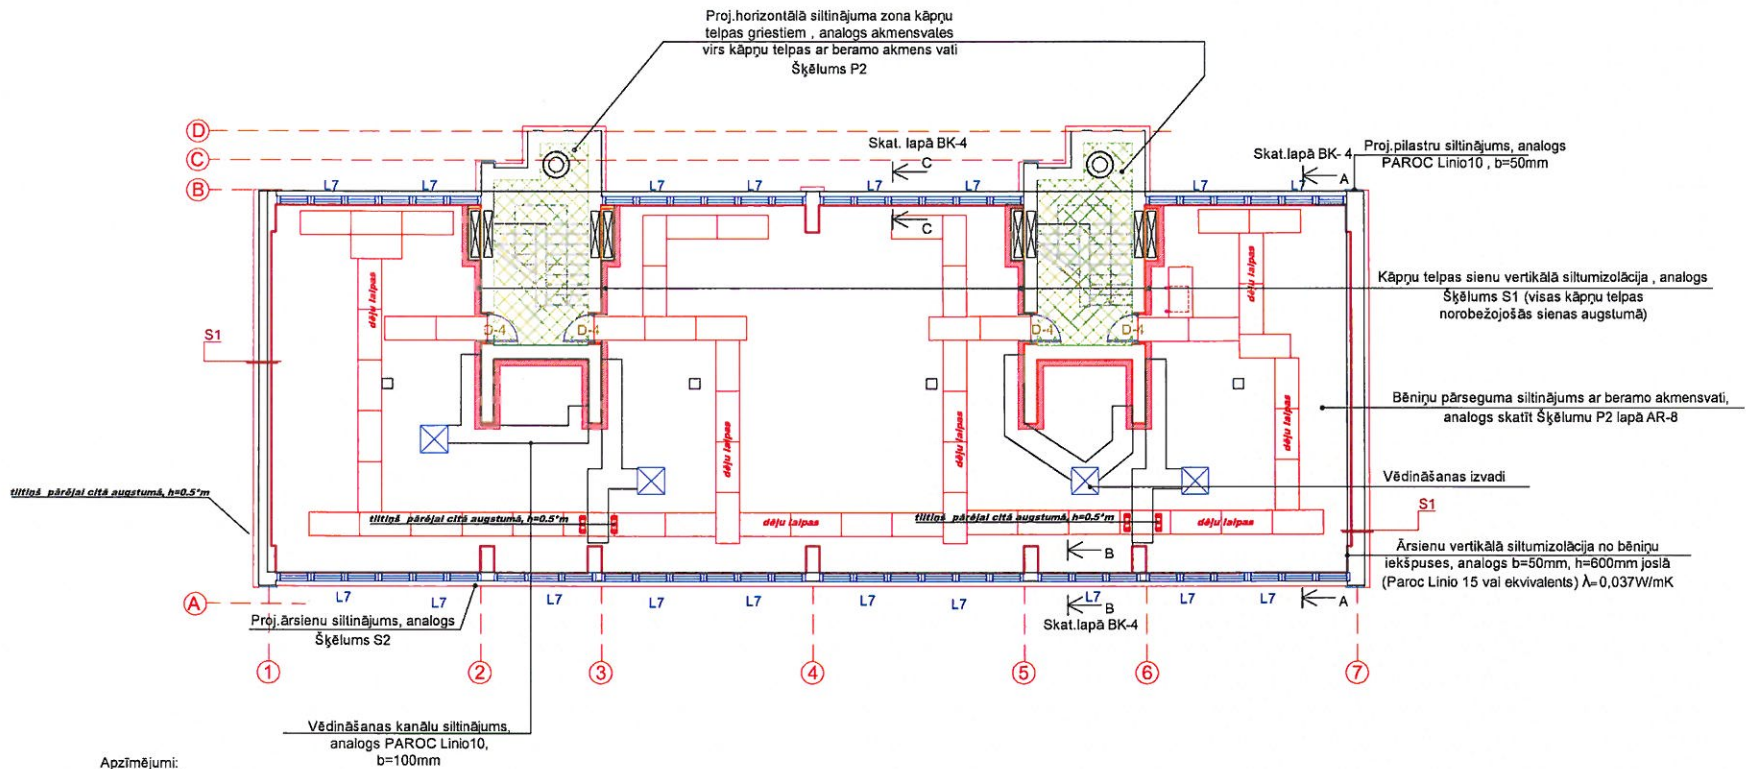 Proj.horizontālā siltinājuma zona kāpņu
telpas griestiem , analogs akmensvates
virs kāpņu telpas ar beramo akmens vati
Šķēlums P2
D
C
B
Skat. lapā BK-4
C
Skat.lapā BK- 4
A
Proj.pilastru siltinājums, analogs
PAROC Linio10 , b=50mm
L7 L7 L7 L7 L7 L7 L7 L7
C
Kāpņu telpas sienu vertikālā siltumizolācija , analogs
Šķēlums S1 (visas kāpņu telpas
norobežojošās sienas augstumā)
dēļu laipas
dēļu laipas
D-4 D-4 D-4 D-4
S1
Bēniņu pārseguma siltinājums ar beramo akmensvati,
analogs skatīt Šķēlumu P2 lapā AR-8
dēļu laipas
dēļu laipas
dēļu laipas
Vēdināšanas izvadi
tiltiņš pārējai citā augstumā, h=0.5*m
tiltiņš pārējai citā augstumā, h=0.5*m
dēļu laipas
tiltiņš pārējai citā augstumā, h=0.5*m
dēļu laipas
S1
B
Ārsienu vertikālā siltumizolācija no bēniņu
iekšpuses, analogs b=50mm, h=600mm joslā
(Paroc Linio 15 vai ekvivalents) λ=0,037W/mK
A
L7 L7 L7 L7 L7 L7 L7 L7 L7
B
A
Skat.lapā BK-4
Proj.ārsienu siltinājums, analogs
Šķēlums S2
1 2 3 4 5 6 7
Vēdināšanas kanālu siltinājums,
analogs PAROC Linio10,
b=100mm
Apzīmējumi: